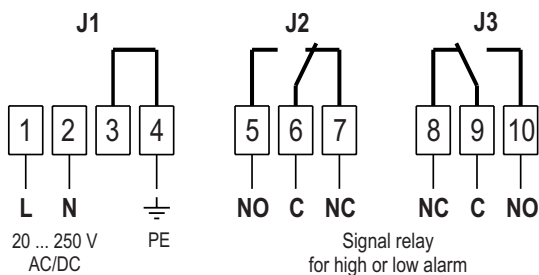 J1 J2 J3
1 2 3 4 5 6 7 8 9 10
L N NO C NC NC C NO
20 ... 250 V PE Signal relay
AC/DC for high or low alarm